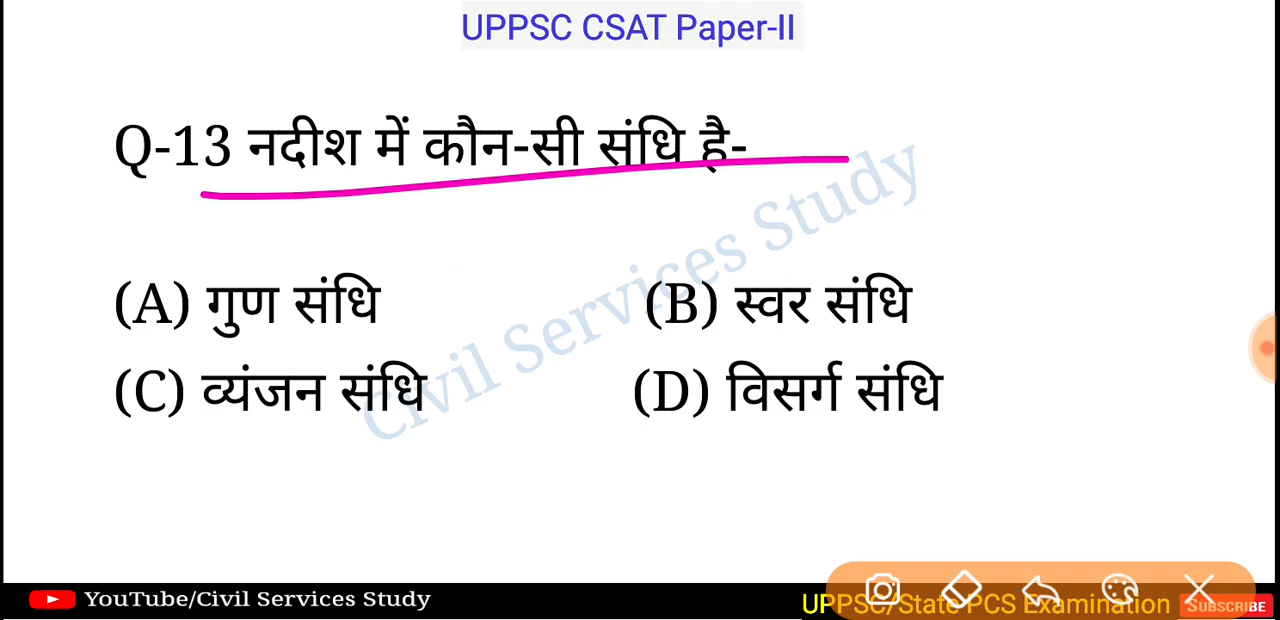 UPPSC CSAT Paper-II
Q-13 नदीश में कौन-सी संधि है-
Civil Services Study
(A) गुण संधि (B) स्वर संधि
(C) व्यंजन संधि (D) विसर्ग संधि
YouTube/Civil Services Study
UPPSC/State PCS Examination SUBSCRIBE